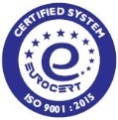 CERTIFIED SYSTEM
e
EUROCERT
ISO 9001 : 2015